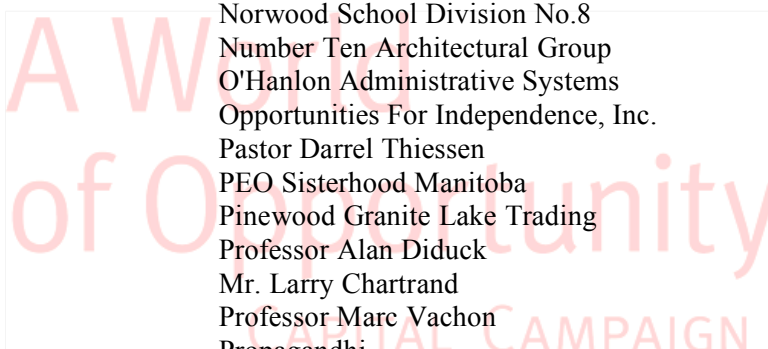 Norwood School Division No.8
Number Ten Architectural Group
O'Hanlon Administrative Systems
Opportunities For Independence, Inc.
Pastor Darrel Thiessen
PEO Sisterhood Manitoba
Pinewood Granite Lake Trading
Professor Alan Diduck
Mr. Larry Chartrand
Professor Marc Vachon
Propagandhi
A World
of Opportunity
CAPITAL CAMPAIGN